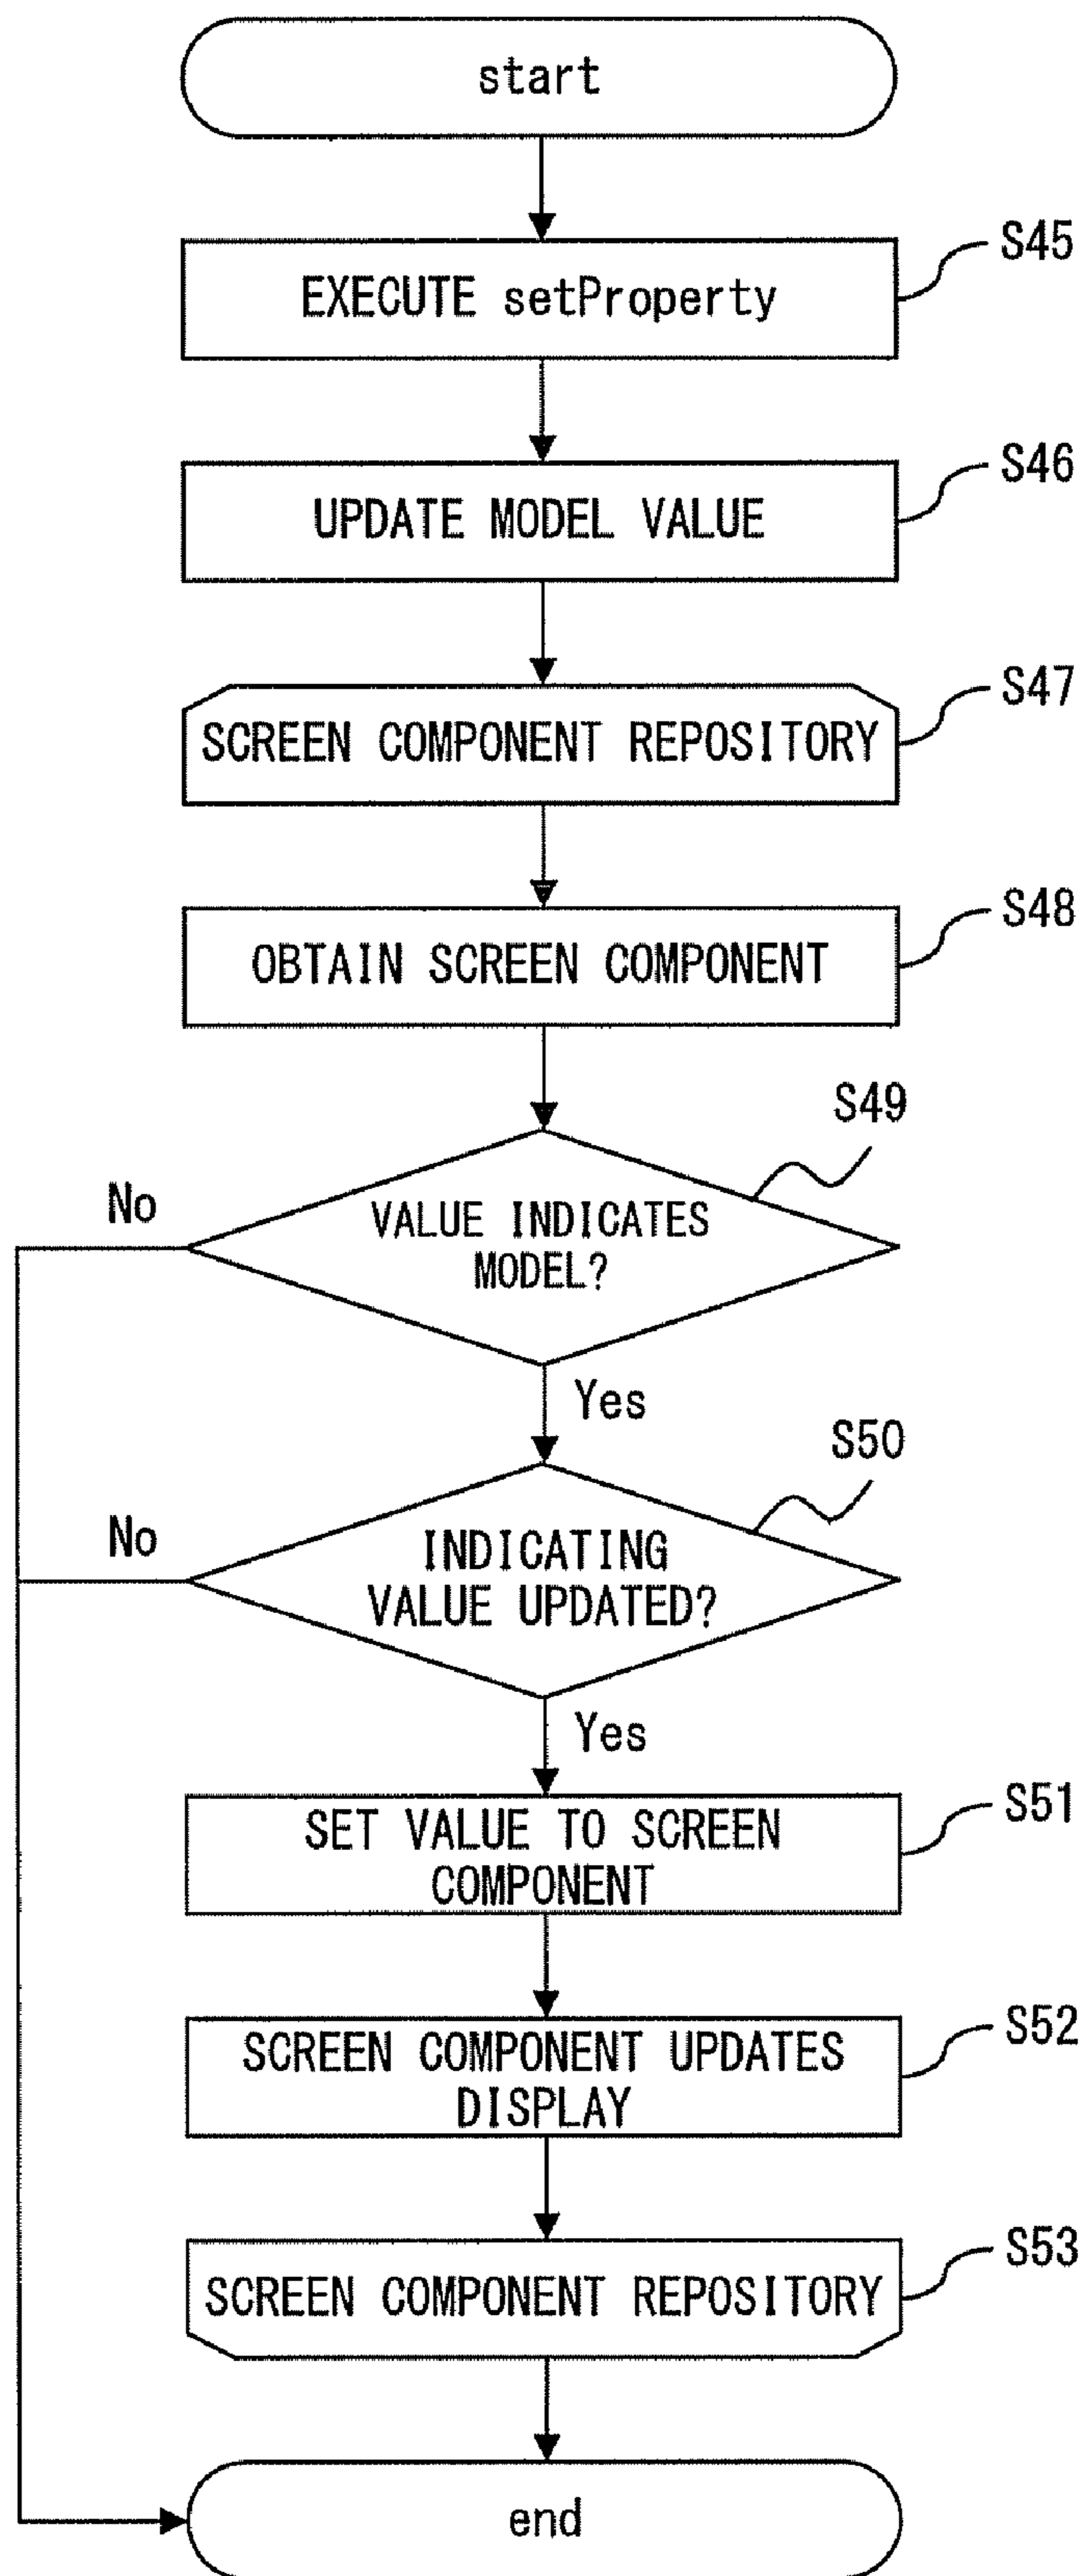 start
S45
EXECUTE setProperty
S46
UPDATE MODEL VALUE
S47
SCREEN COMPONENT REPOSITORY
S48
OBTAIN SCREEN COMPONENT
S49
No
VALUE INDICATES
MODEL?
Yes
S50
No
INDICATING
VALUE UPDATED?
Yes
S51
SET VALUE TO SCREEN
COMPONENT
S52
SCREEN COMPONENT UPDATES
DISPLAY
S53
SCREEN COMPONENT REPOSITORY
end